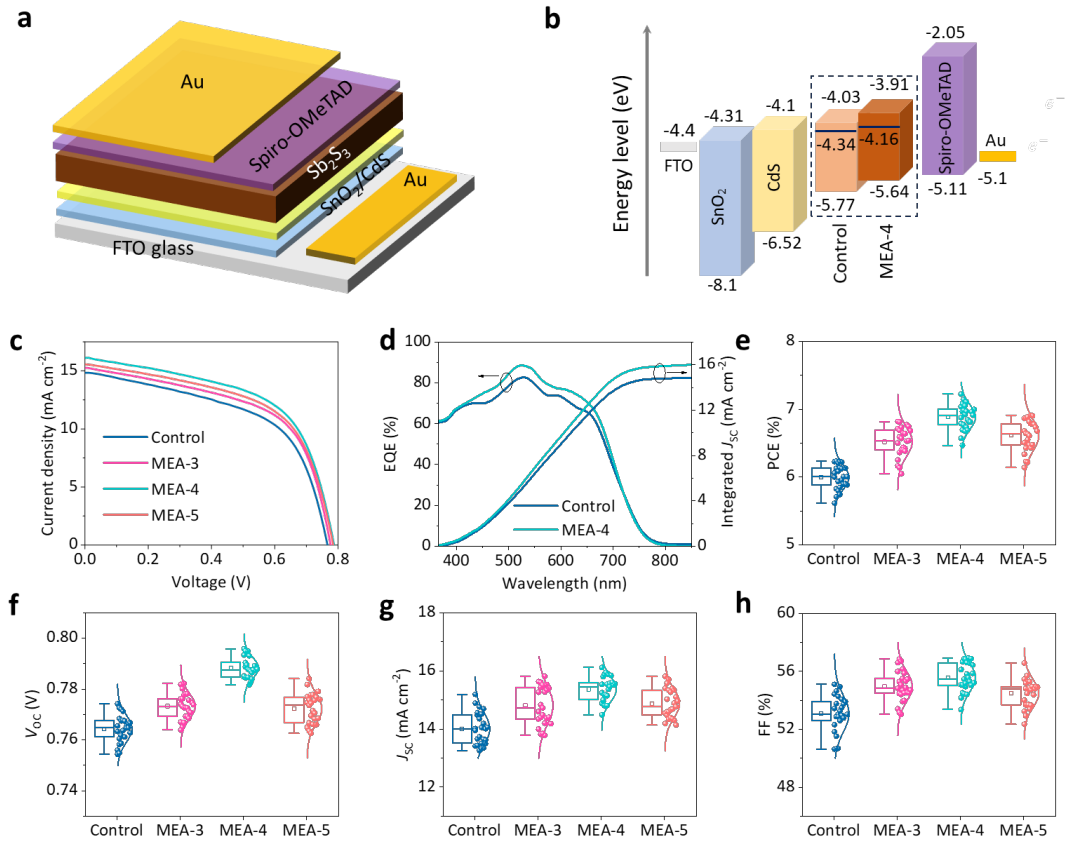 a
Au
Spiro-OMeTAD
Sb₂S₃
SnO₂/CdS
Au
FTO glass
b
Energy level (eV)
-4.4
FTO
-4.31
SnO₂
-8.1
-4.1
CdS
-6.52
-4.03
-4.34
-5.77
Control
-3.91
-4.16
-5.64
MEA-4
-2.05
Spiro-OMeTAD
-5.11
Au
-5.1
e⁻
e⁻
c
Current density (mA cm⁻²)
15
10
5
0
Control
MEA-3
MEA-4
MEA-5
0.0 0.2 0.4 0.6 0.8
Voltage (V)
d
EQE (%)
100
80
60
40
20
0
Control
MEA-4
400 500 600 700 800
Wavelength (nm)
16
12
8
4
0
Integrated JSC (mA cm⁻²)
e
PCE (%)
8
7
6
5
Control MEA-3 MEA-4 MEA-5
f
VOC (V)
0.80
0.78
0.76
0.74
Control MEA-3 MEA-4 MEA-5
g
JSC (mA cm⁻²)
18
16
14
12
11
Control MEA-3 MEA-4 MEA-5
h
FF (%)
60
56
52
48
Control MEA-3 MEA-4 MEA-5